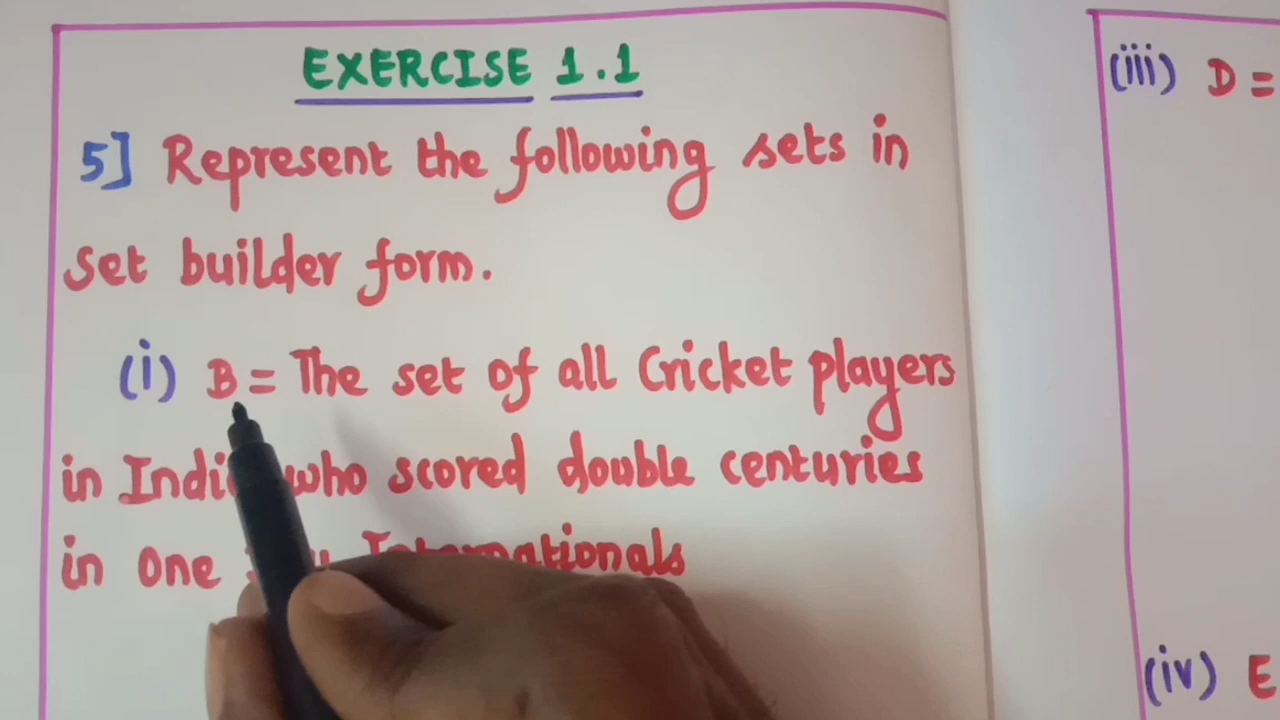 EXERCISE 1.1
5] Represent the following sets in
set builder form.
(i) B = The set of all Cricket players
in India who scored double centuries
in One Internationals
(iii) D =
(iv) E